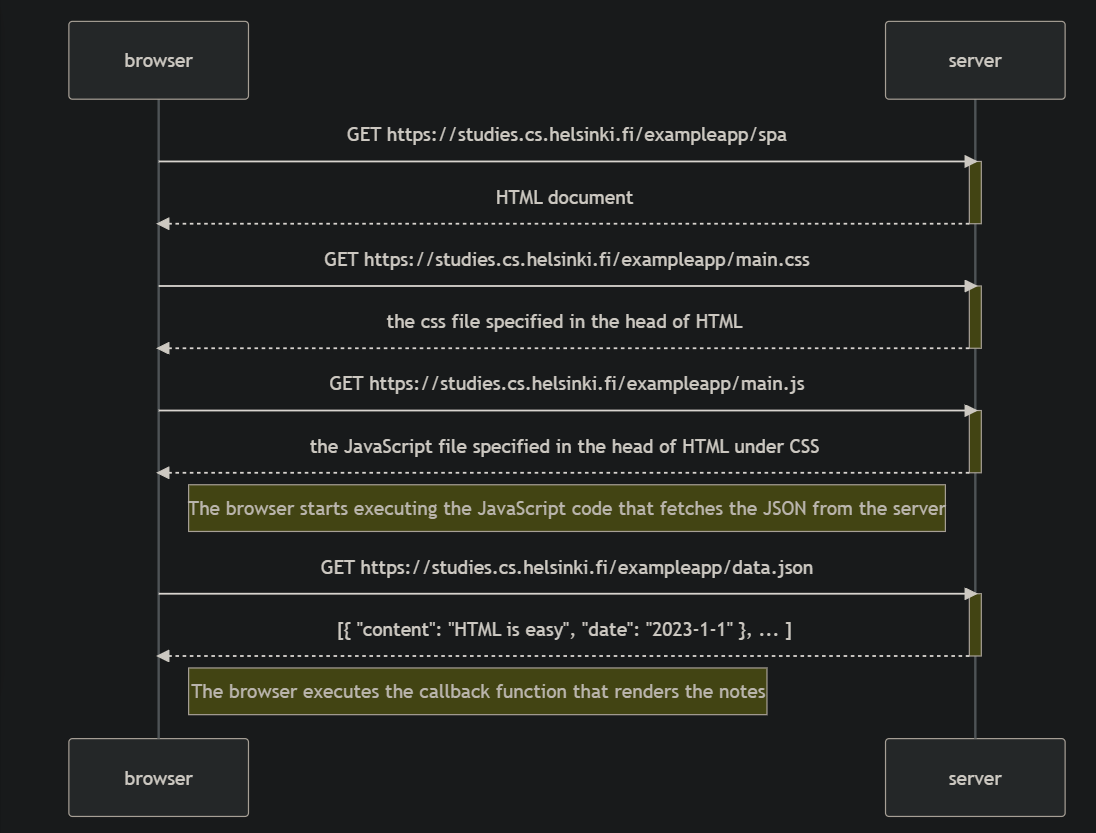 browser
server
GET https://studies.cs.helsinki.fi/exampleapp/spa
HTML document
GET https://studies.cs.helsinki.fi/exampleapp/main.css
the css file specified in the head of HTML
GET https://studies.cs.helsinki.fi/exampleapp/main.js
the JavaScript file specified in the head of HTML under CSS
The browser starts executing the JavaScript code that fetches the JSON from the server
GET https://studies.cs.helsinki.fi/exampleapp/data.json
[{ "content": "HTML is easy", "date": "2023-1-1" }, ... ]
The browser executes the callback function that renders the notes
browser
server